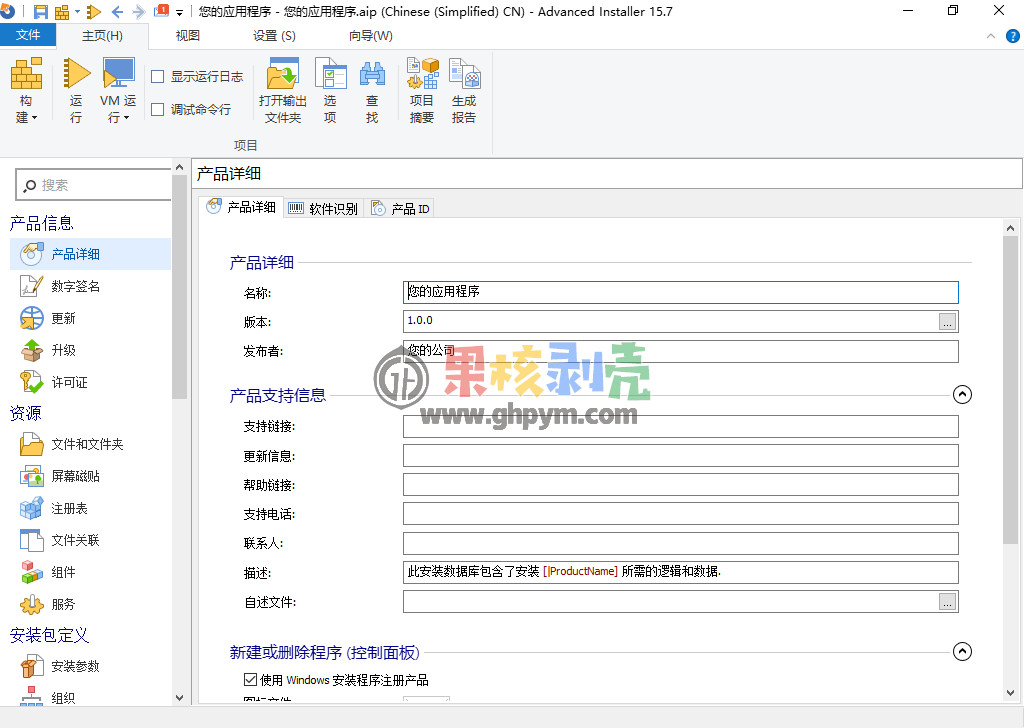 您的应用程序 - 您的应用程序.aip (Chinese (Simplified) CN) - Advanced Installer 15.7
文件 主页(H) 视图 设置 (S) 向导(W)
构建 运行 VM 运行 显示运行日志 调试命令行 打开输出文件夹 选项 查找 项目摘要 生成报告
项目
搜索
产品信息
产品详细
数字签名
更新
升级
许可证
资源
文件和文件夹
屏幕磁贴
注册表
文件关联
组件
服务
安装包定义
安装参数
组织
产品详细
产品详细 软件识别 产品 ID
产品详细
名称: 您的应用程序
版本: 1.0.0 ...
发布者: 您的公司
果核剥壳
www.ghpym.com
产品支持信息
支持链接:
更新信息:
帮助链接:
支持电话:
联系人:
描述: 此安装数据库包含了安装 [|ProductName] 所需的逻辑和数据.
自述文件: ...
新建或删除程序 (控制面板)
使用 Windows 安装程序注册产品